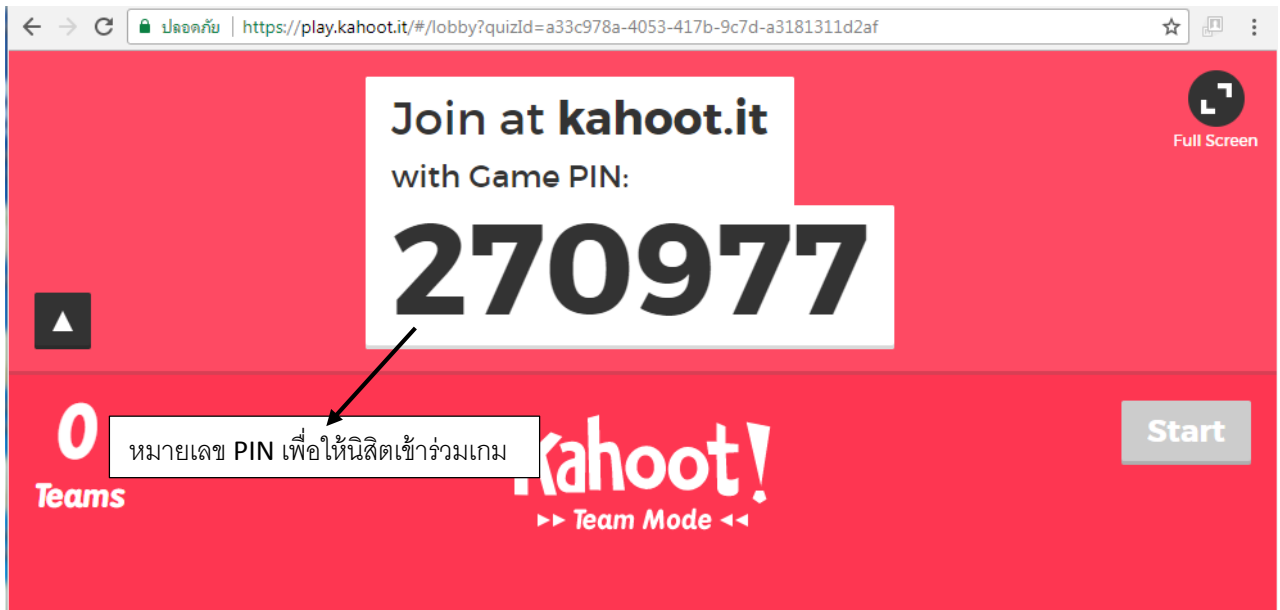 ปลอดภัย https://play.kahoot.it/#/lobby?quizId=a33c978a-4053-417b-9c7d-a3181311d2af
Join at kahoot.it
with Game PIN:
270977
Full Screen
0
Teams
หมายเลข PIN เพื่อให้นิสิตเข้าร่วมเกม
Kahoot!
Team Mode
Start